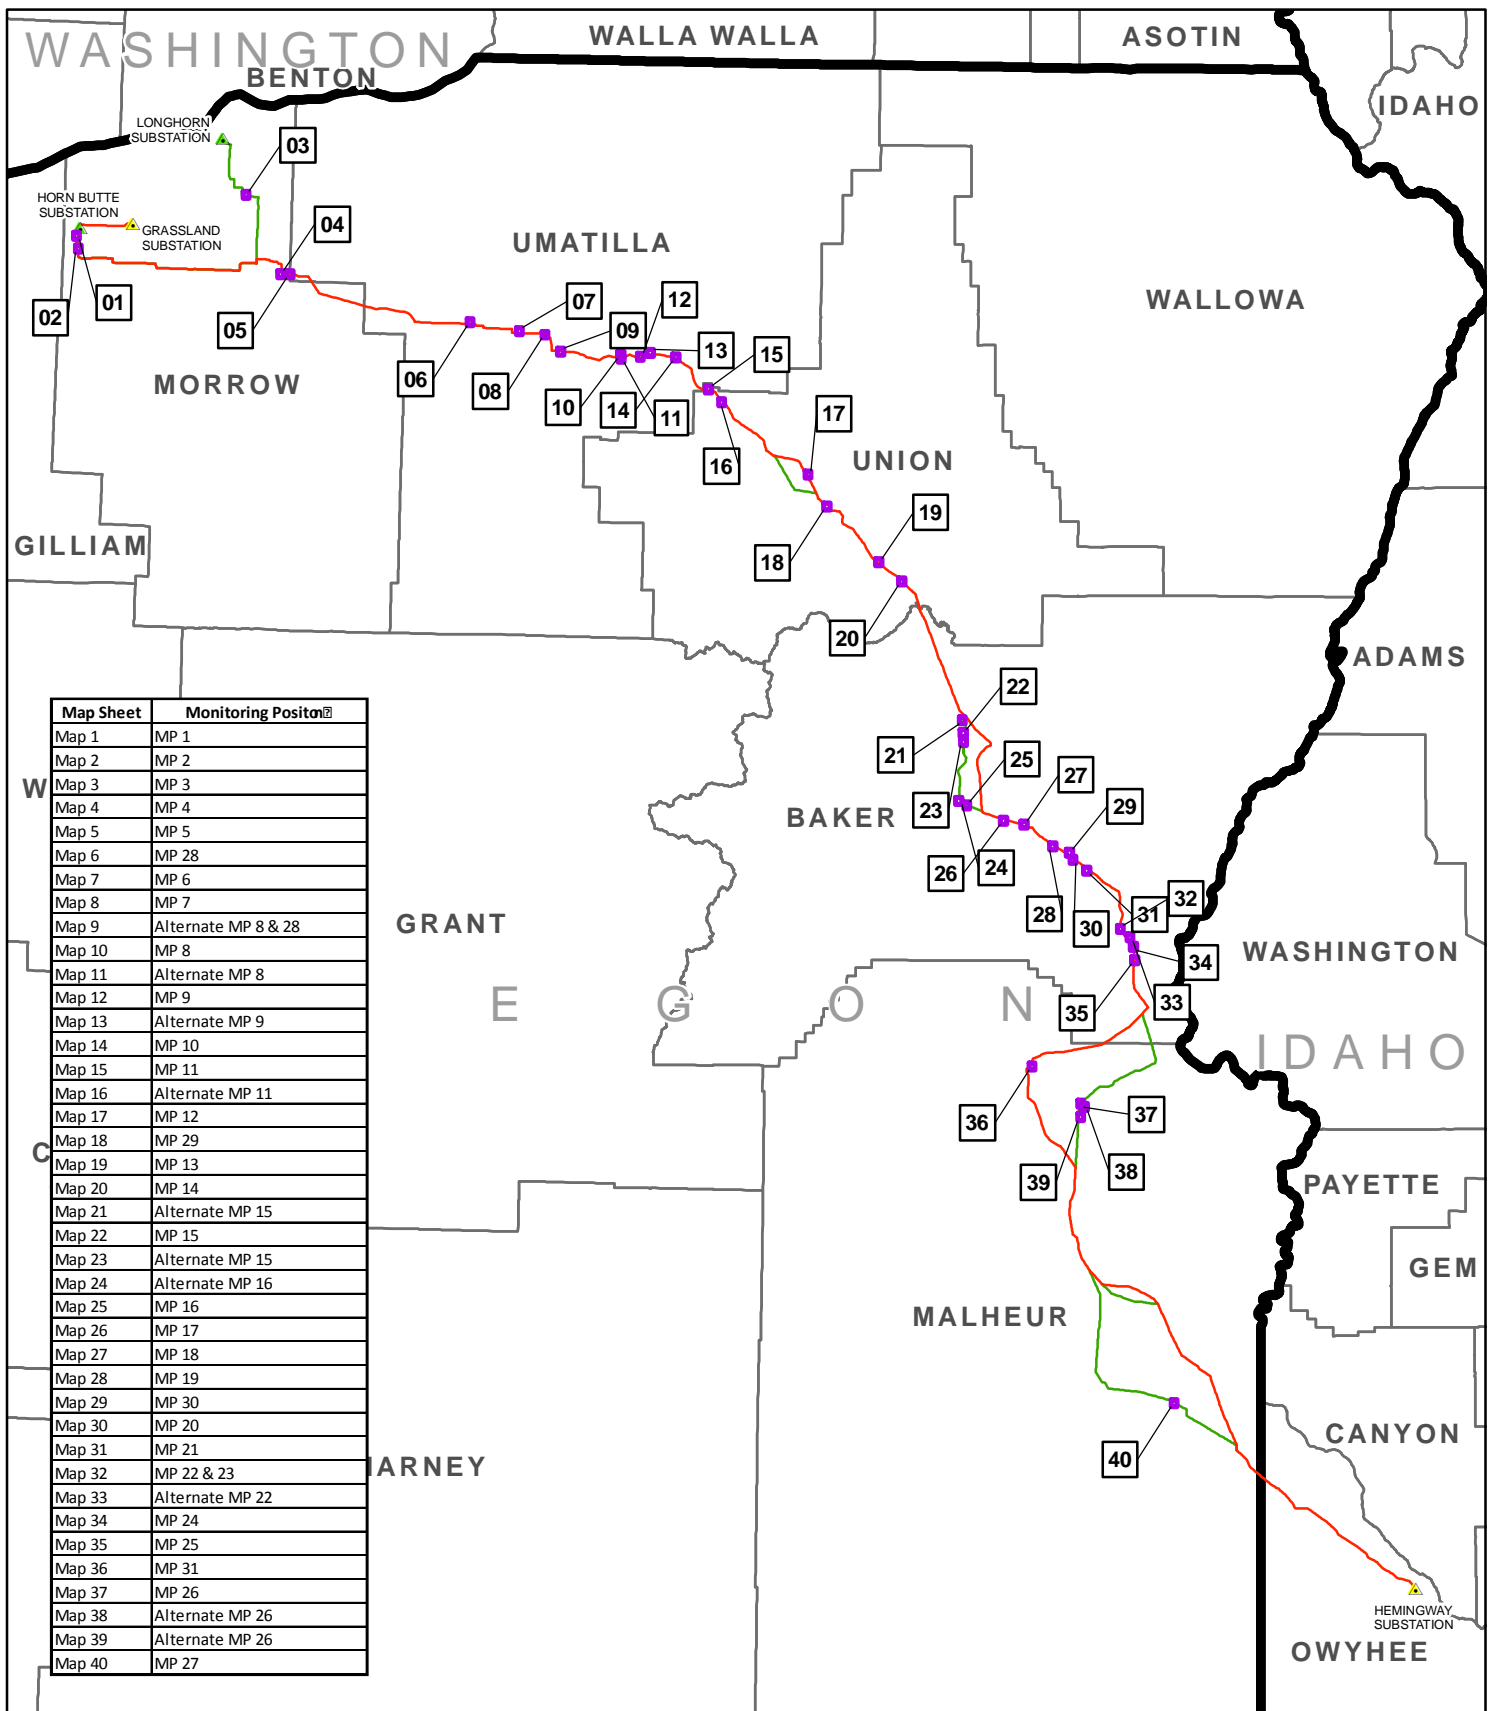 WASHINGTON
WALLA WALLA
ASOTIN
BENTON
IDAHO
LONGHORN
SUBSTATION
03
HORN BUTTE
SUBSTATION
GRASSLAND
SUBSTATION
04
UMATILLA
WALLOWA
02
01
05
07
12
09
13
15
MORROW
06
08
10
14
11
17
16
UNION
GILLIAM
18
19
20
ADAMS
22
21
25
27
23
BAKER
29
26
24
28
30
31
32
GRANT
WASHINGTON
34
33
35
E G O N
IDAHO
36
37
39
38
PAYETTE
GEM
MALHEUR
40
CANYON
ARNEY
HEMINGWAY
SUBSTATION
OWYHEE
W
C
Map Sheet Monitoring Positon
Map 1 MP 1
Map 2 MP 2
Map 3 MP 3
Map 4 MP 4
Map 5 MP 5
Map 6 MP 28
Map 7 MP 6
Map 8 MP 7
Map 9 Alternate MP 8 & 28
Map 10 MP 8
Map 11 Alternate MP 8
Map 12 MP 9
Map 13 Alternate MP 9
Map 14 MP 10
Map 15 MP 11
Map 16 Alternate MP 11
Map 17 MP 12
Map 18 MP 29
Map 19 MP 13
Map 20 MP 14
Map 21 Alternate MP 15
Map 22 MP 15
Map 23 Alternate MP 15
Map 24 Alternate MP 16
Map 25 MP 16
Map 26 MP 17
Map 27 MP 18
Map 28 MP 19
Map 29 MP 30
Map 30 MP 20
Map 31 MP 21
Map 32 MP 22 & 23
Map 33 Alternate MP 22
Map 34 MP 24
Map 35 MP 25
Map 36 MP 31
Map 37 MP 26
Map 38 Alternate MP 26
Map 39 Alternate MP 26
Map 40 MP 27